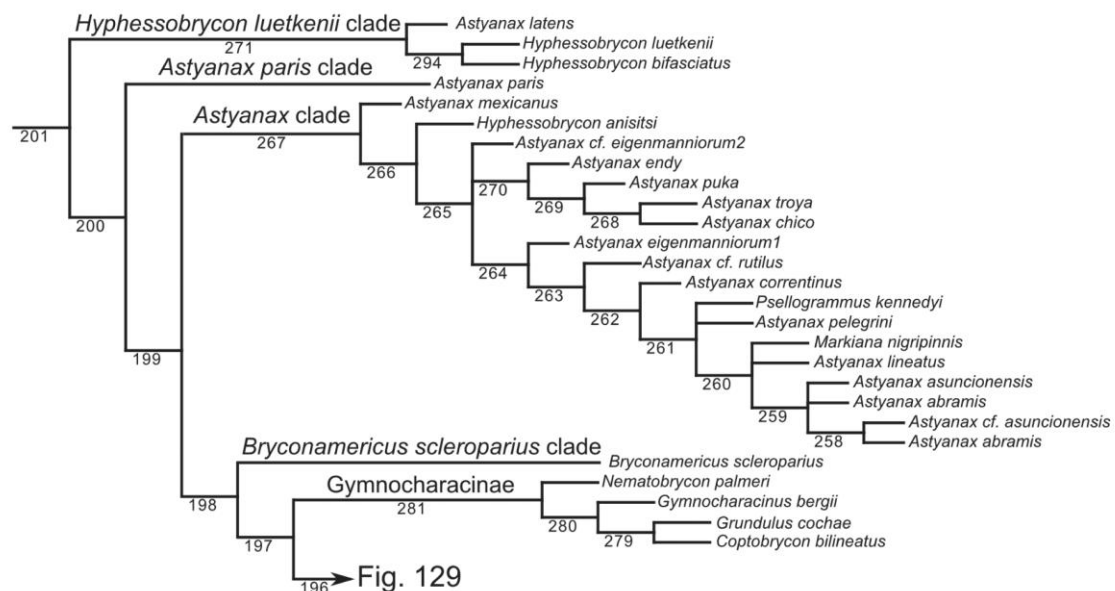 Astyanax latens
Hyphessobrycon luetkenii clade
271
Hyphessobrycon luetkenii
294
Hyphessobrycon bifasciatus
Astyanax paris clade
Astyanax paris
Astyanax mexicanus
Astyanax clade
201
267
Hyphessobrycon anisitsi
Astyanax cf. eigenmanniorum2
266
Astyanax endy
270
Astyanax puka
Astyanax troya
269
265
268
Astyanax chico
200
Astyanax eigenmanniorum1
Astyanax cf. rutilus
264
Astyanax correntinus
263
Psellogrammus kennedyi
262
Astyanax pelegrini
Markiana nigripinnis
261
199
Astyanax lineatus
Astyanax asuncionensis
260
Astyanax abramis
259
Astyanax cf. asuncionensis
258
Astyanax abramis
Bryconamericus scleroparius clade
Bryconamericus scleroparius
Nematobrycon palmeri
Gymnocharacinae
198
281
Gymnocharacinus bergii
280
Grundulus cochae
197
279
Coptobrycon bilineatus
196
Fig. 129